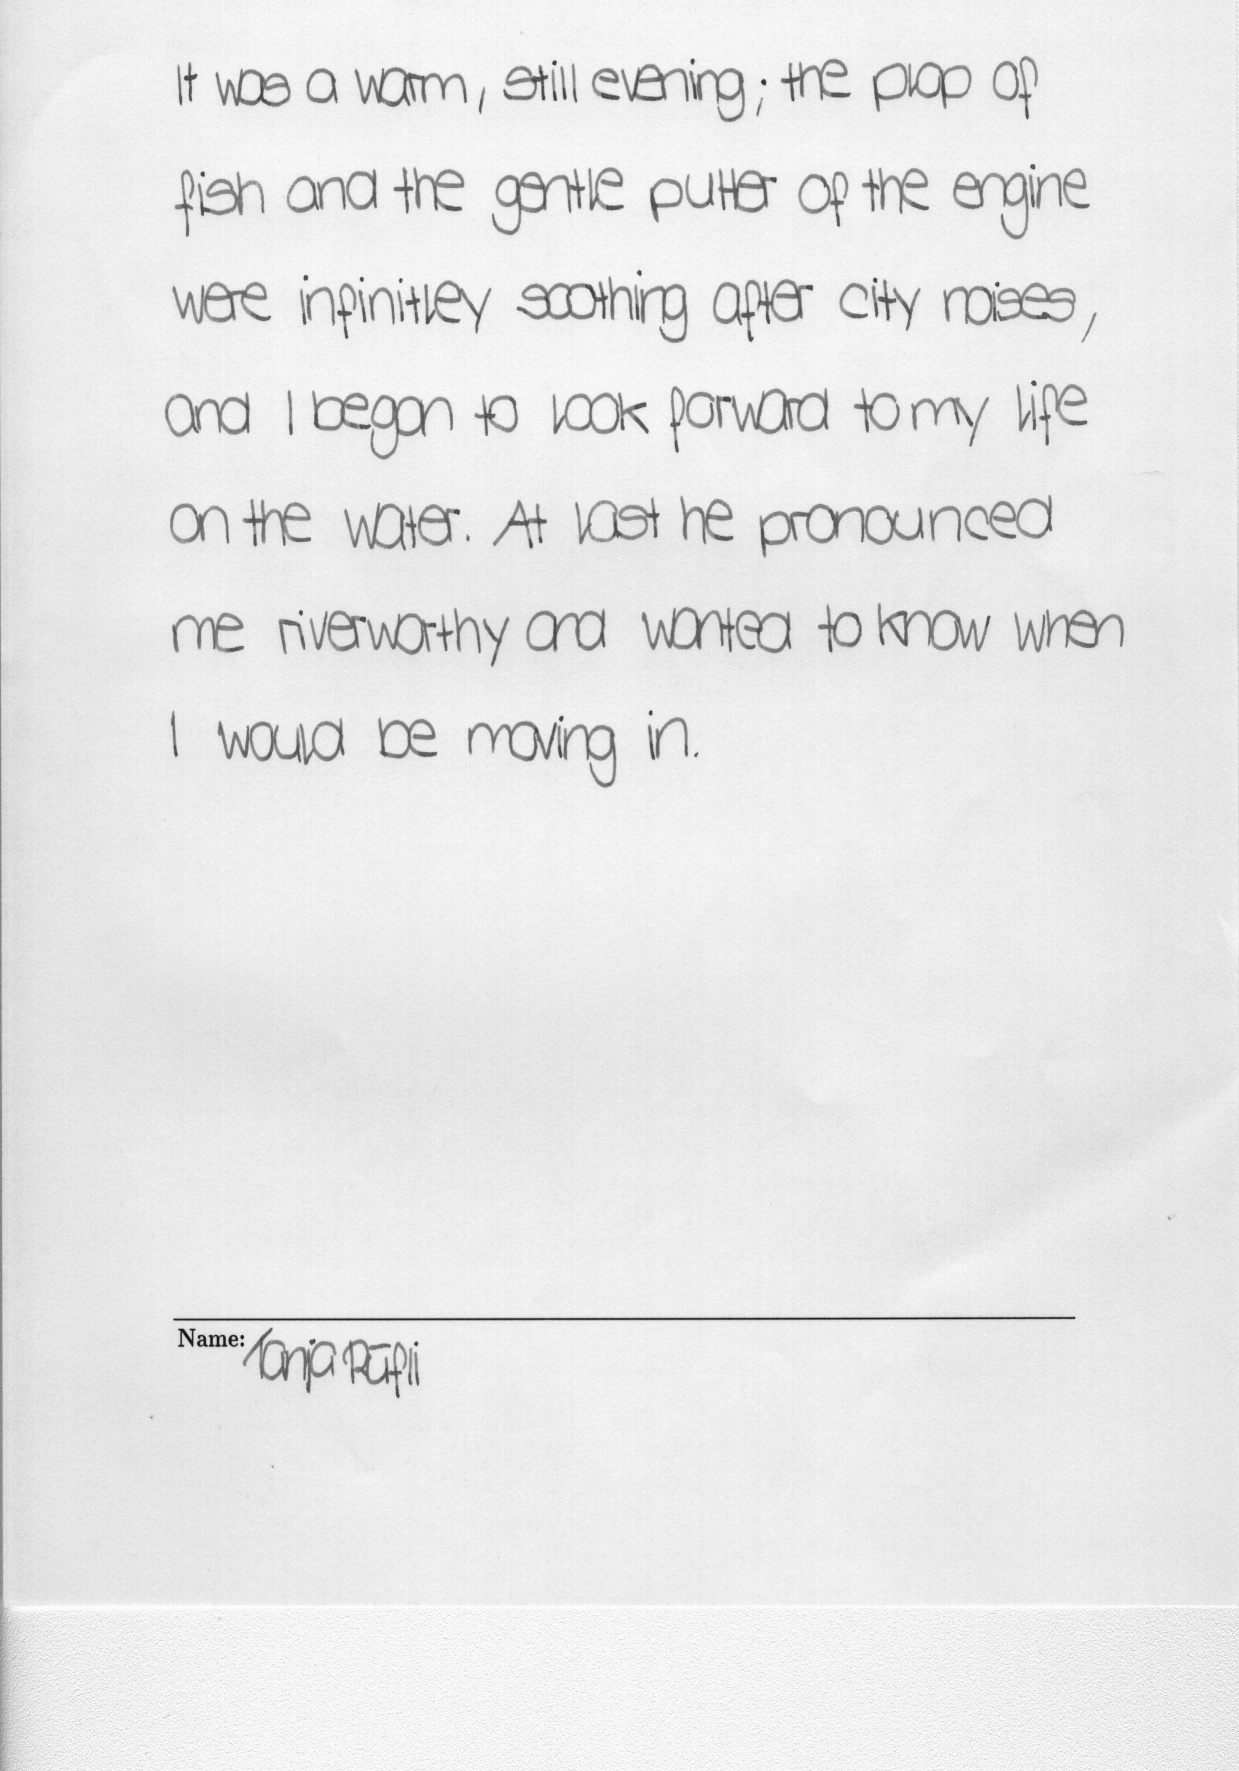 It was a warm, still evening; the plop of
fish and the gentle putter of the engine
were infinitley soothing after city noises,
and I began to look forward to my life
on the water. At last he pronounced
me riverworthy and wanted to know when
I would be moving in.
Name: Tanja Rüfli